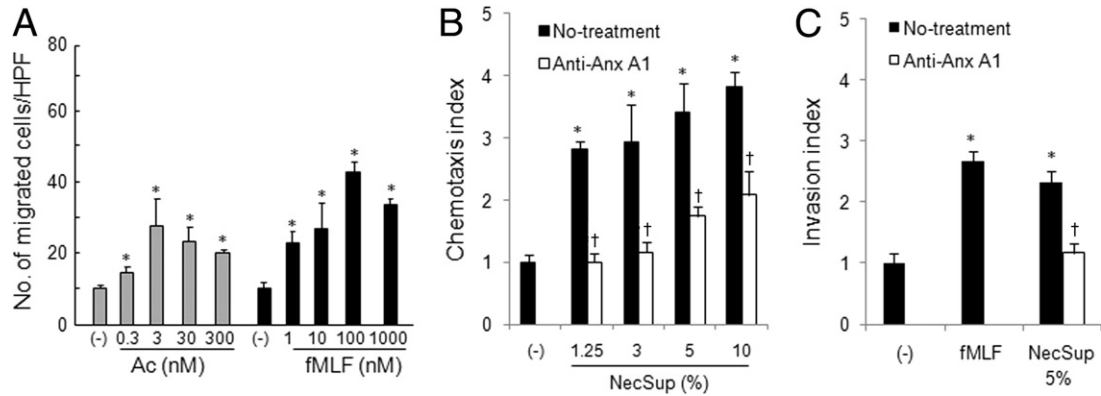 A
No. of migrated cells/HPF
80
60
40
20
0
(-) 0.3 3 30 300 (-) 1 10 100 1000
Ac (nM) fMLF (nM)
* * * * * * * * *
B
Chemotaxis index
5
4
3
2
1
0
No-treatment
Anti-Anx A1
* * * *
† † † †
(-) 1.25 3 5 10
NecSup (%)
C
Invasion index
5
4
3
2
1
0
No-treatment
Anti-Anx A1
* *
†
(-) fMLF NecSup
5%